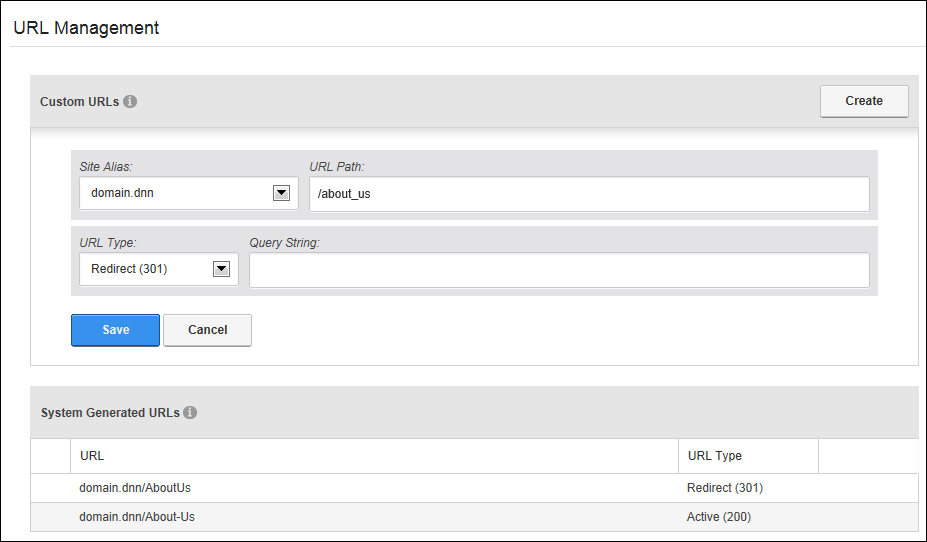 URL Management
Custom URLs
Create
Site Alias: URL Path:
domain.dnn /about_us
URL Type: Query String:
Redirect (301)
Save Cancel
System Generated URLs
URL URL Type
domain.dnn/AboutUs Redirect (301)
domain.dnn/About-Us Active (200)